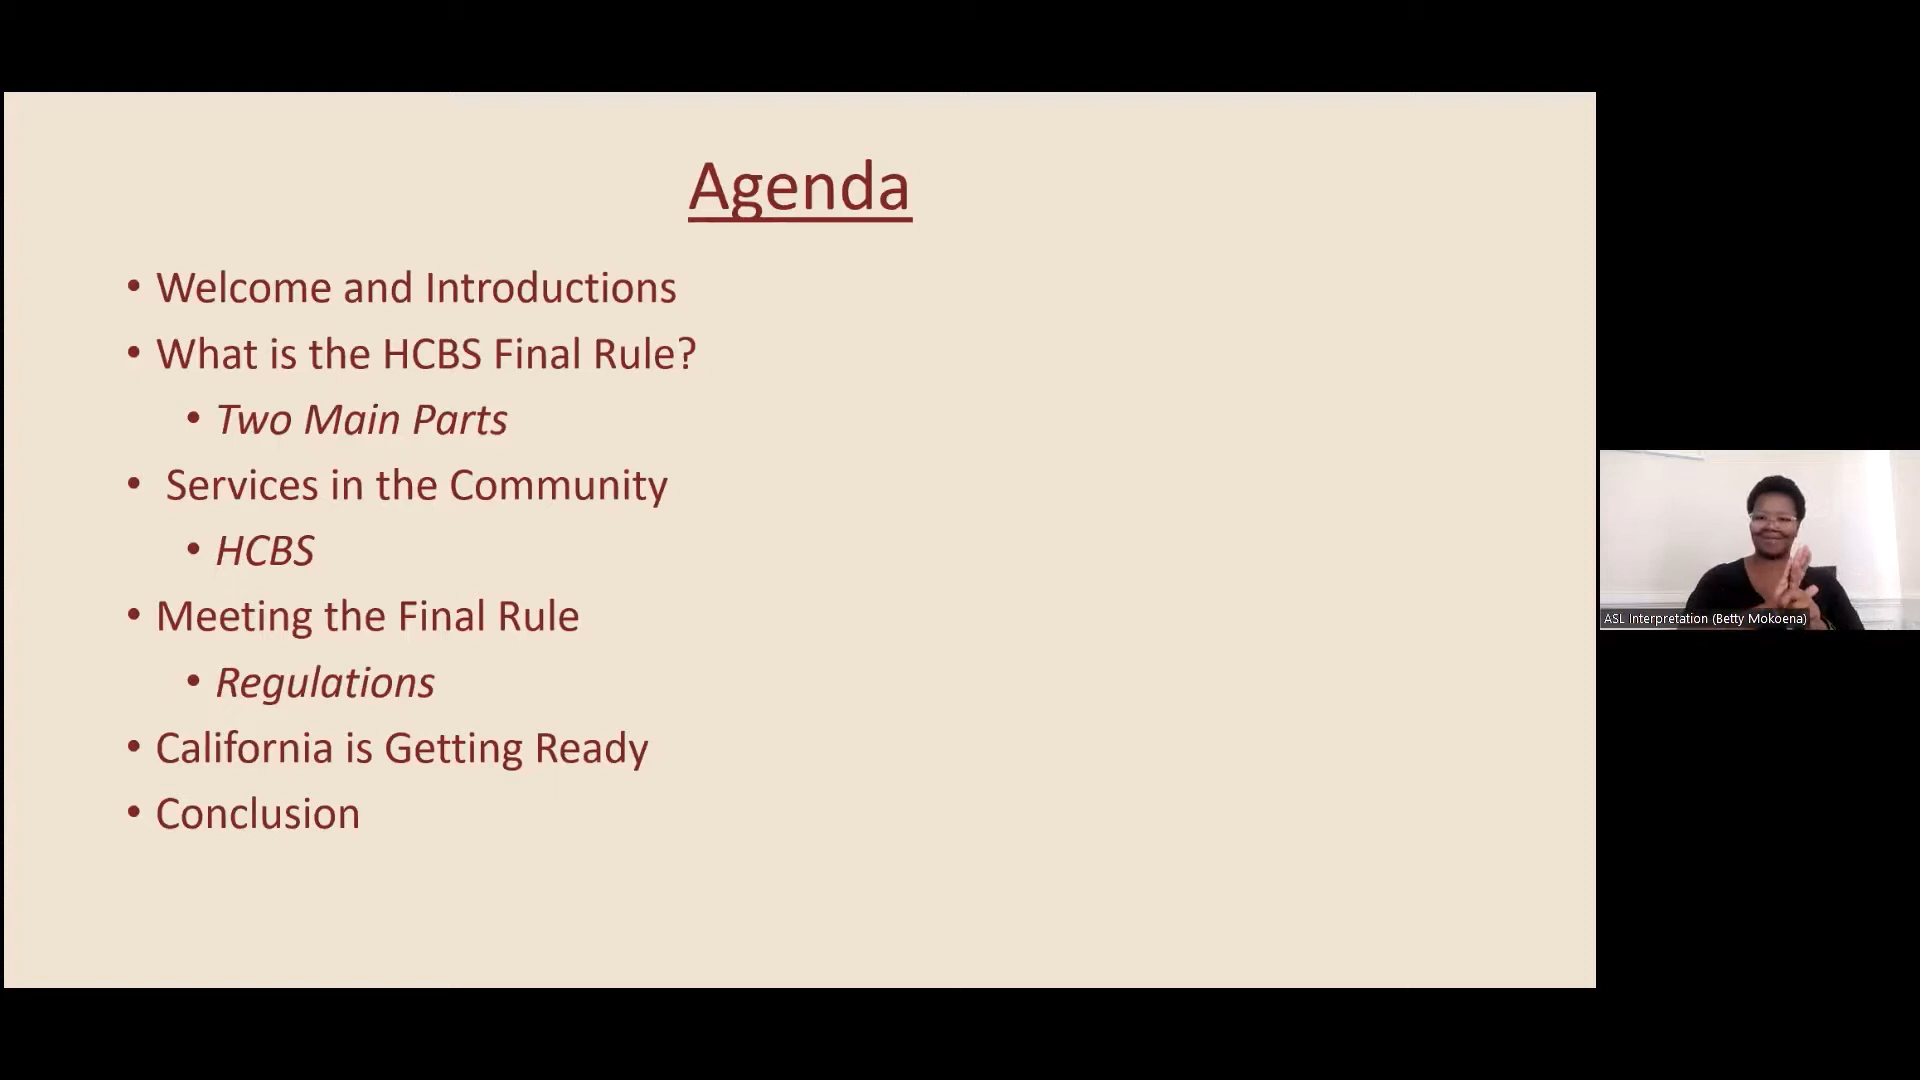 Agenda
• Welcome and Introductions
• What is the HCBS Final Rule?
• Two Main Parts
• Services in the Community
• HCBS
• Meeting the Final Rule
• Regulations
• California is Getting Ready
• Conclusion
ASL Interpretation (Betty Mokoena)